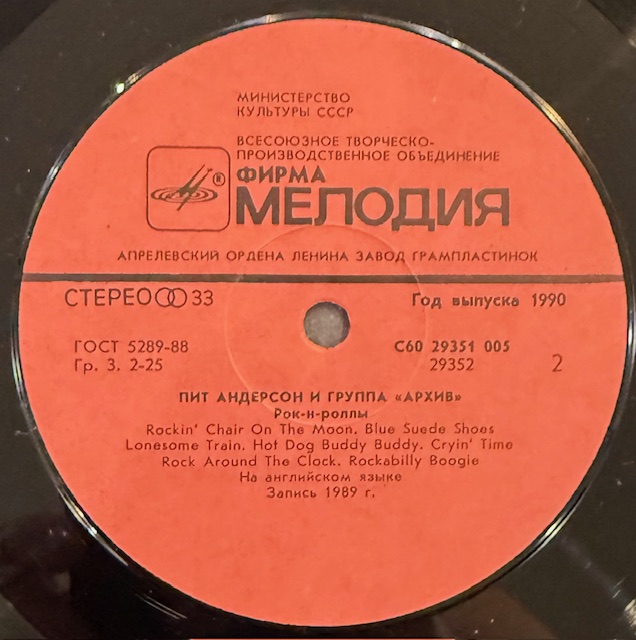 МИНИСТЕРСТВО
КУЛЬТУРЫ СССР
ВСЕСОЮЗНОЕ ТВОРЧЕСКО-
ПРОИЗВОДСТВЕННОЕ ОБЪЕДИНЕНИЕ
ФИРМА
®
МЕЛОДИЯ
АПРЕЛЕВСКИЙ ОРДЕНА ЛЕНИНА ЗАВОД ГРАМПЛАСТИНОК
СТЕРЕО 33
Год выпуска 1990
ГОСТ 5289-88
С60 29351 005
Гр. 3. 2-25
29352
2
ПИТ АНДЕРСОН И ГРУППА «АРХИВ»
Рок-н-роллы
Rockin' Chair On The Moon. Blue Suede Shoes
Lonesome Train. Hot Dog Buddy Buddy. Cryin' Time
Rock Around The Clock. Rockabilly Boogie
На английском языке
Запись 1989 г.